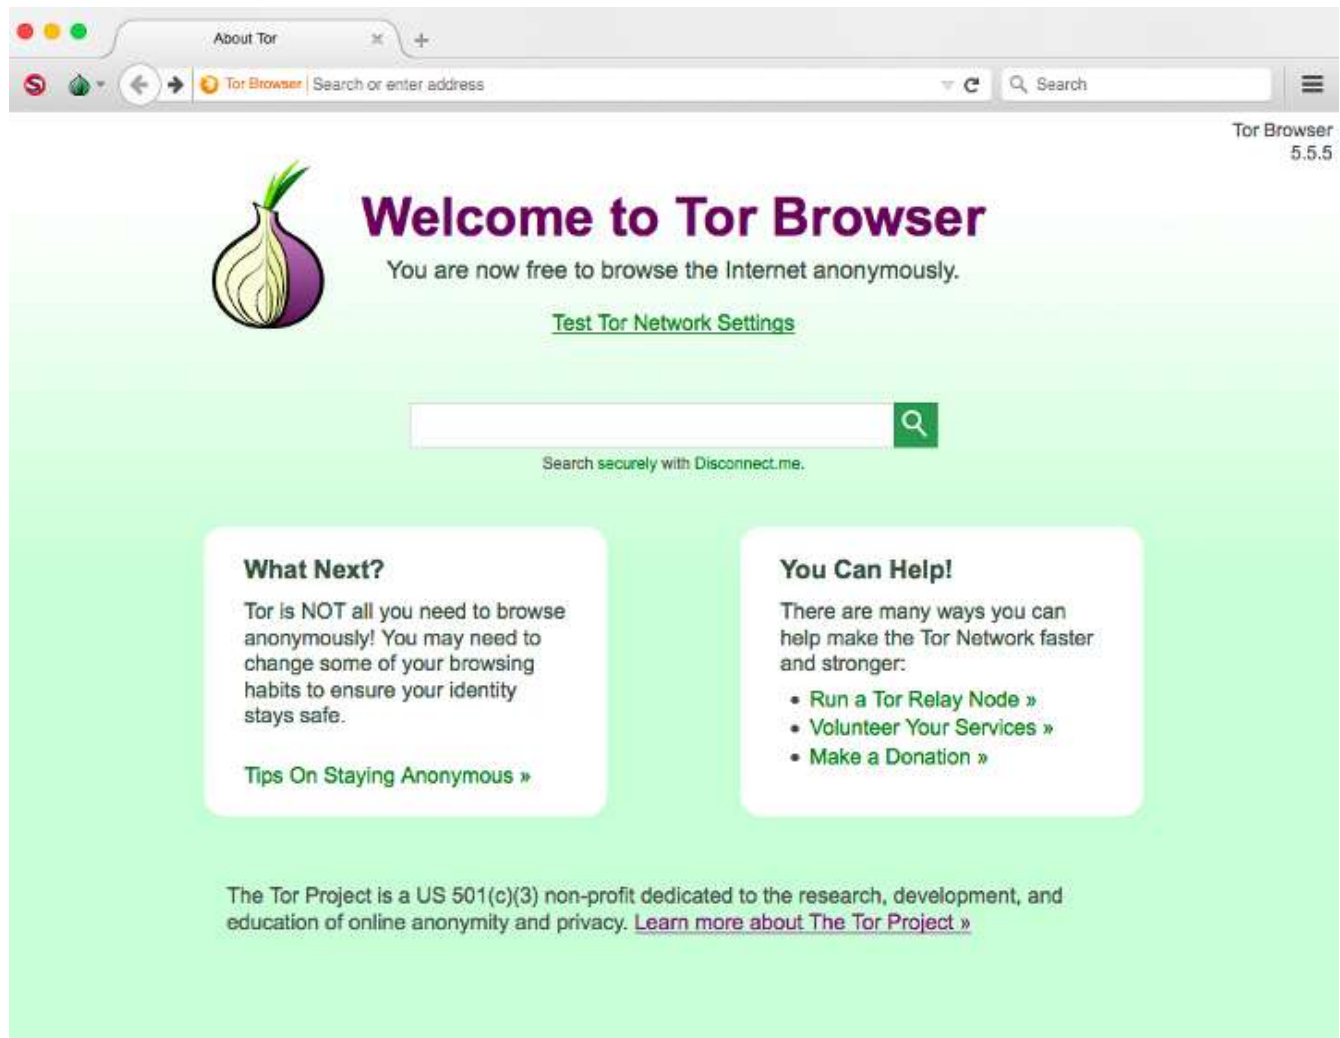 About Tor
Tor Browser Search or enter address
Search
Tor Browser
5.5.5
Welcome to Tor Browser
You are now free to browse the Internet anonymously.
Test Tor Network Settings
Search securely with Disconnect.me.
What Next?
Tor is NOT all you need to browse
anonymously! You may need to
change some of your browsing
habits to ensure your identity
stays safe.
Tips On Staying Anonymous »
You Can Help!
There are many ways you can
help make the Tor Network faster
and stronger:
• Run a Tor Relay Node »
• Volunteer Your Services »
• Make a Donation »
The Tor Project is a US 501(c)(3) non-profit dedicated to the research, development, and
education of online anonymity and privacy. Learn more about The Tor Project »